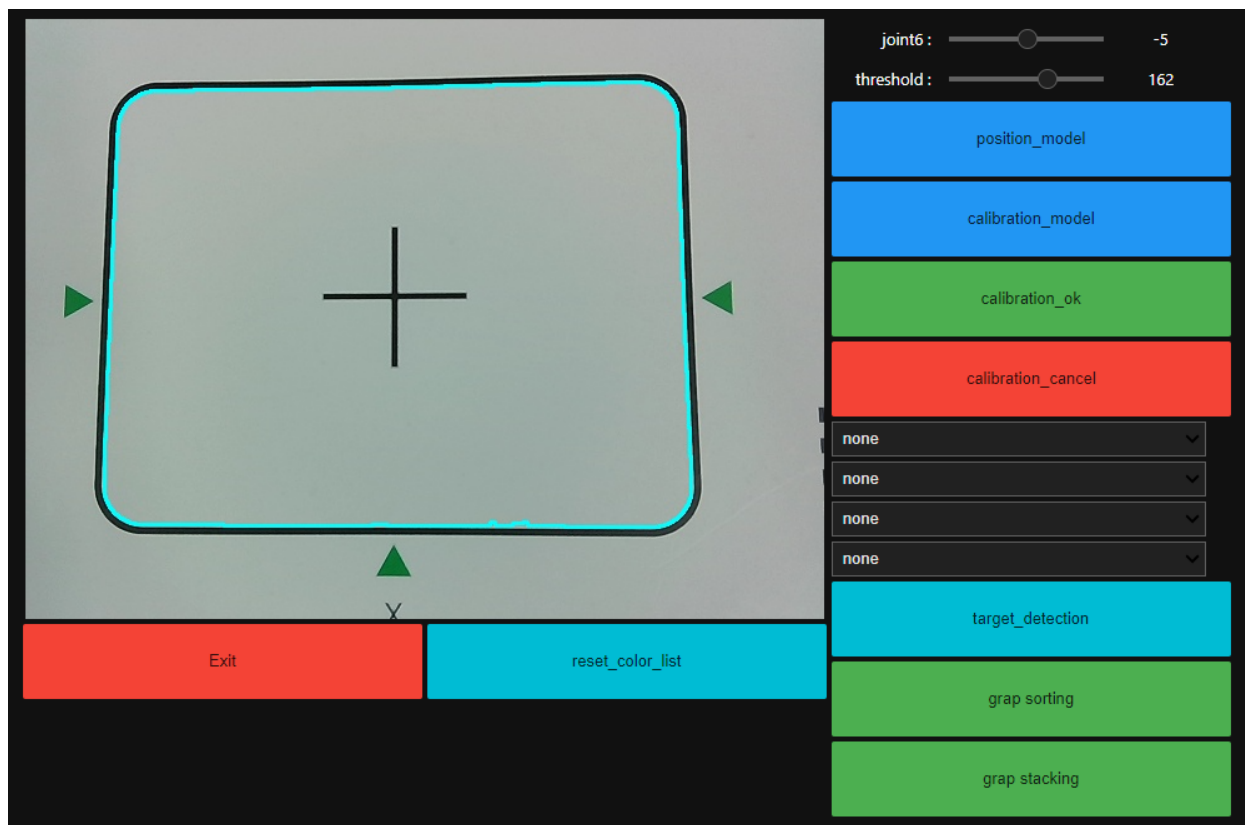 joint6 : -5
threshold : 162
position_model
calibration_model
calibration_ok
calibration_cancel
none
none
none
none
target_detection
grap sorting
grap stacking
X
Exit
reset_color_list